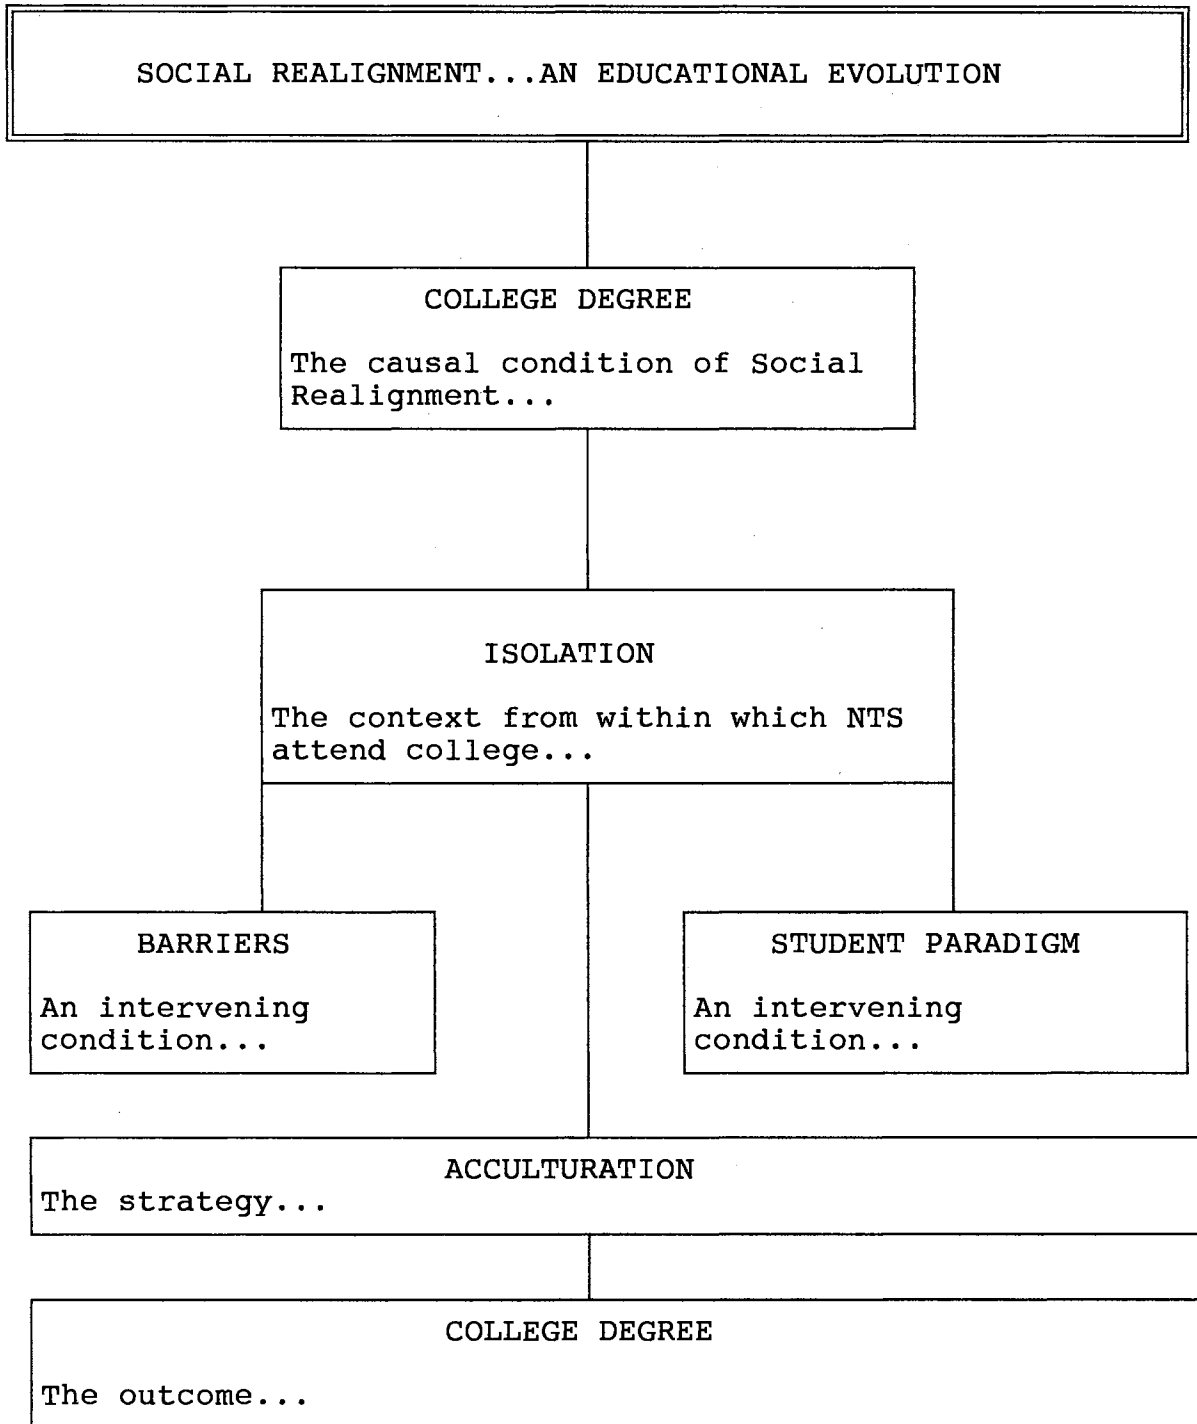 SOCIAL REALIGNMENT...AN EDUCATIONAL EVOLUTION
COLLEGE DEGREE
The causal condition of Social
Realignment...
ISOLATION
The context from within which NTS
attend college...
BARRIERS
An intervening
condition...
STUDENT PARADIGM
An intervening
condition...
ACCULTURATION
The strategy...
COLLEGE DEGREE
The outcome...